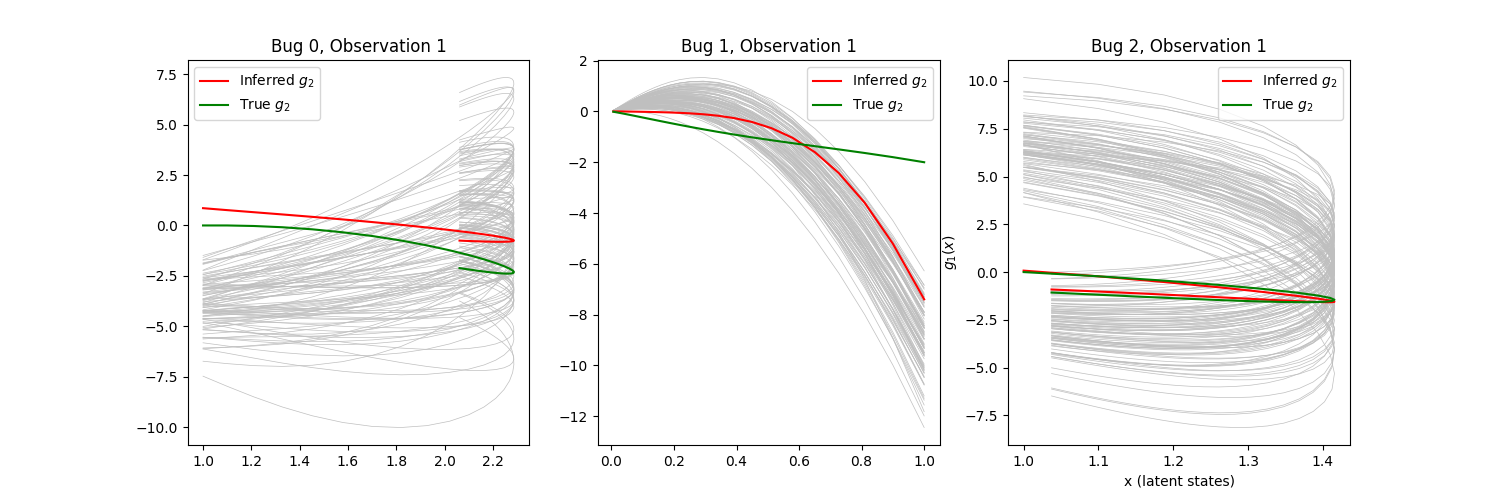 Bug 0, Observation 1
Inferred g₂
True g₂
7.5
5.0
2.5
0.0
−2.5
−5.0
−7.5
−10.0
1.0 1.2 1.4 1.6 1.8 2.0 2.2
Bug 1, Observation 1
Inferred g₂
True g₂
2
0
−2
−4
−6
−8
−10
−12
0.0 0.2 0.4 0.6 0.8 1.0
Bug 2, Observation 1
Inferred g₂
True g₂
g₁(x)
10.0
7.5
5.0
2.5
0.0
−2.5
−5.0
−7.5
1.0 1.1 1.2 1.3 1.4
x (latent states)